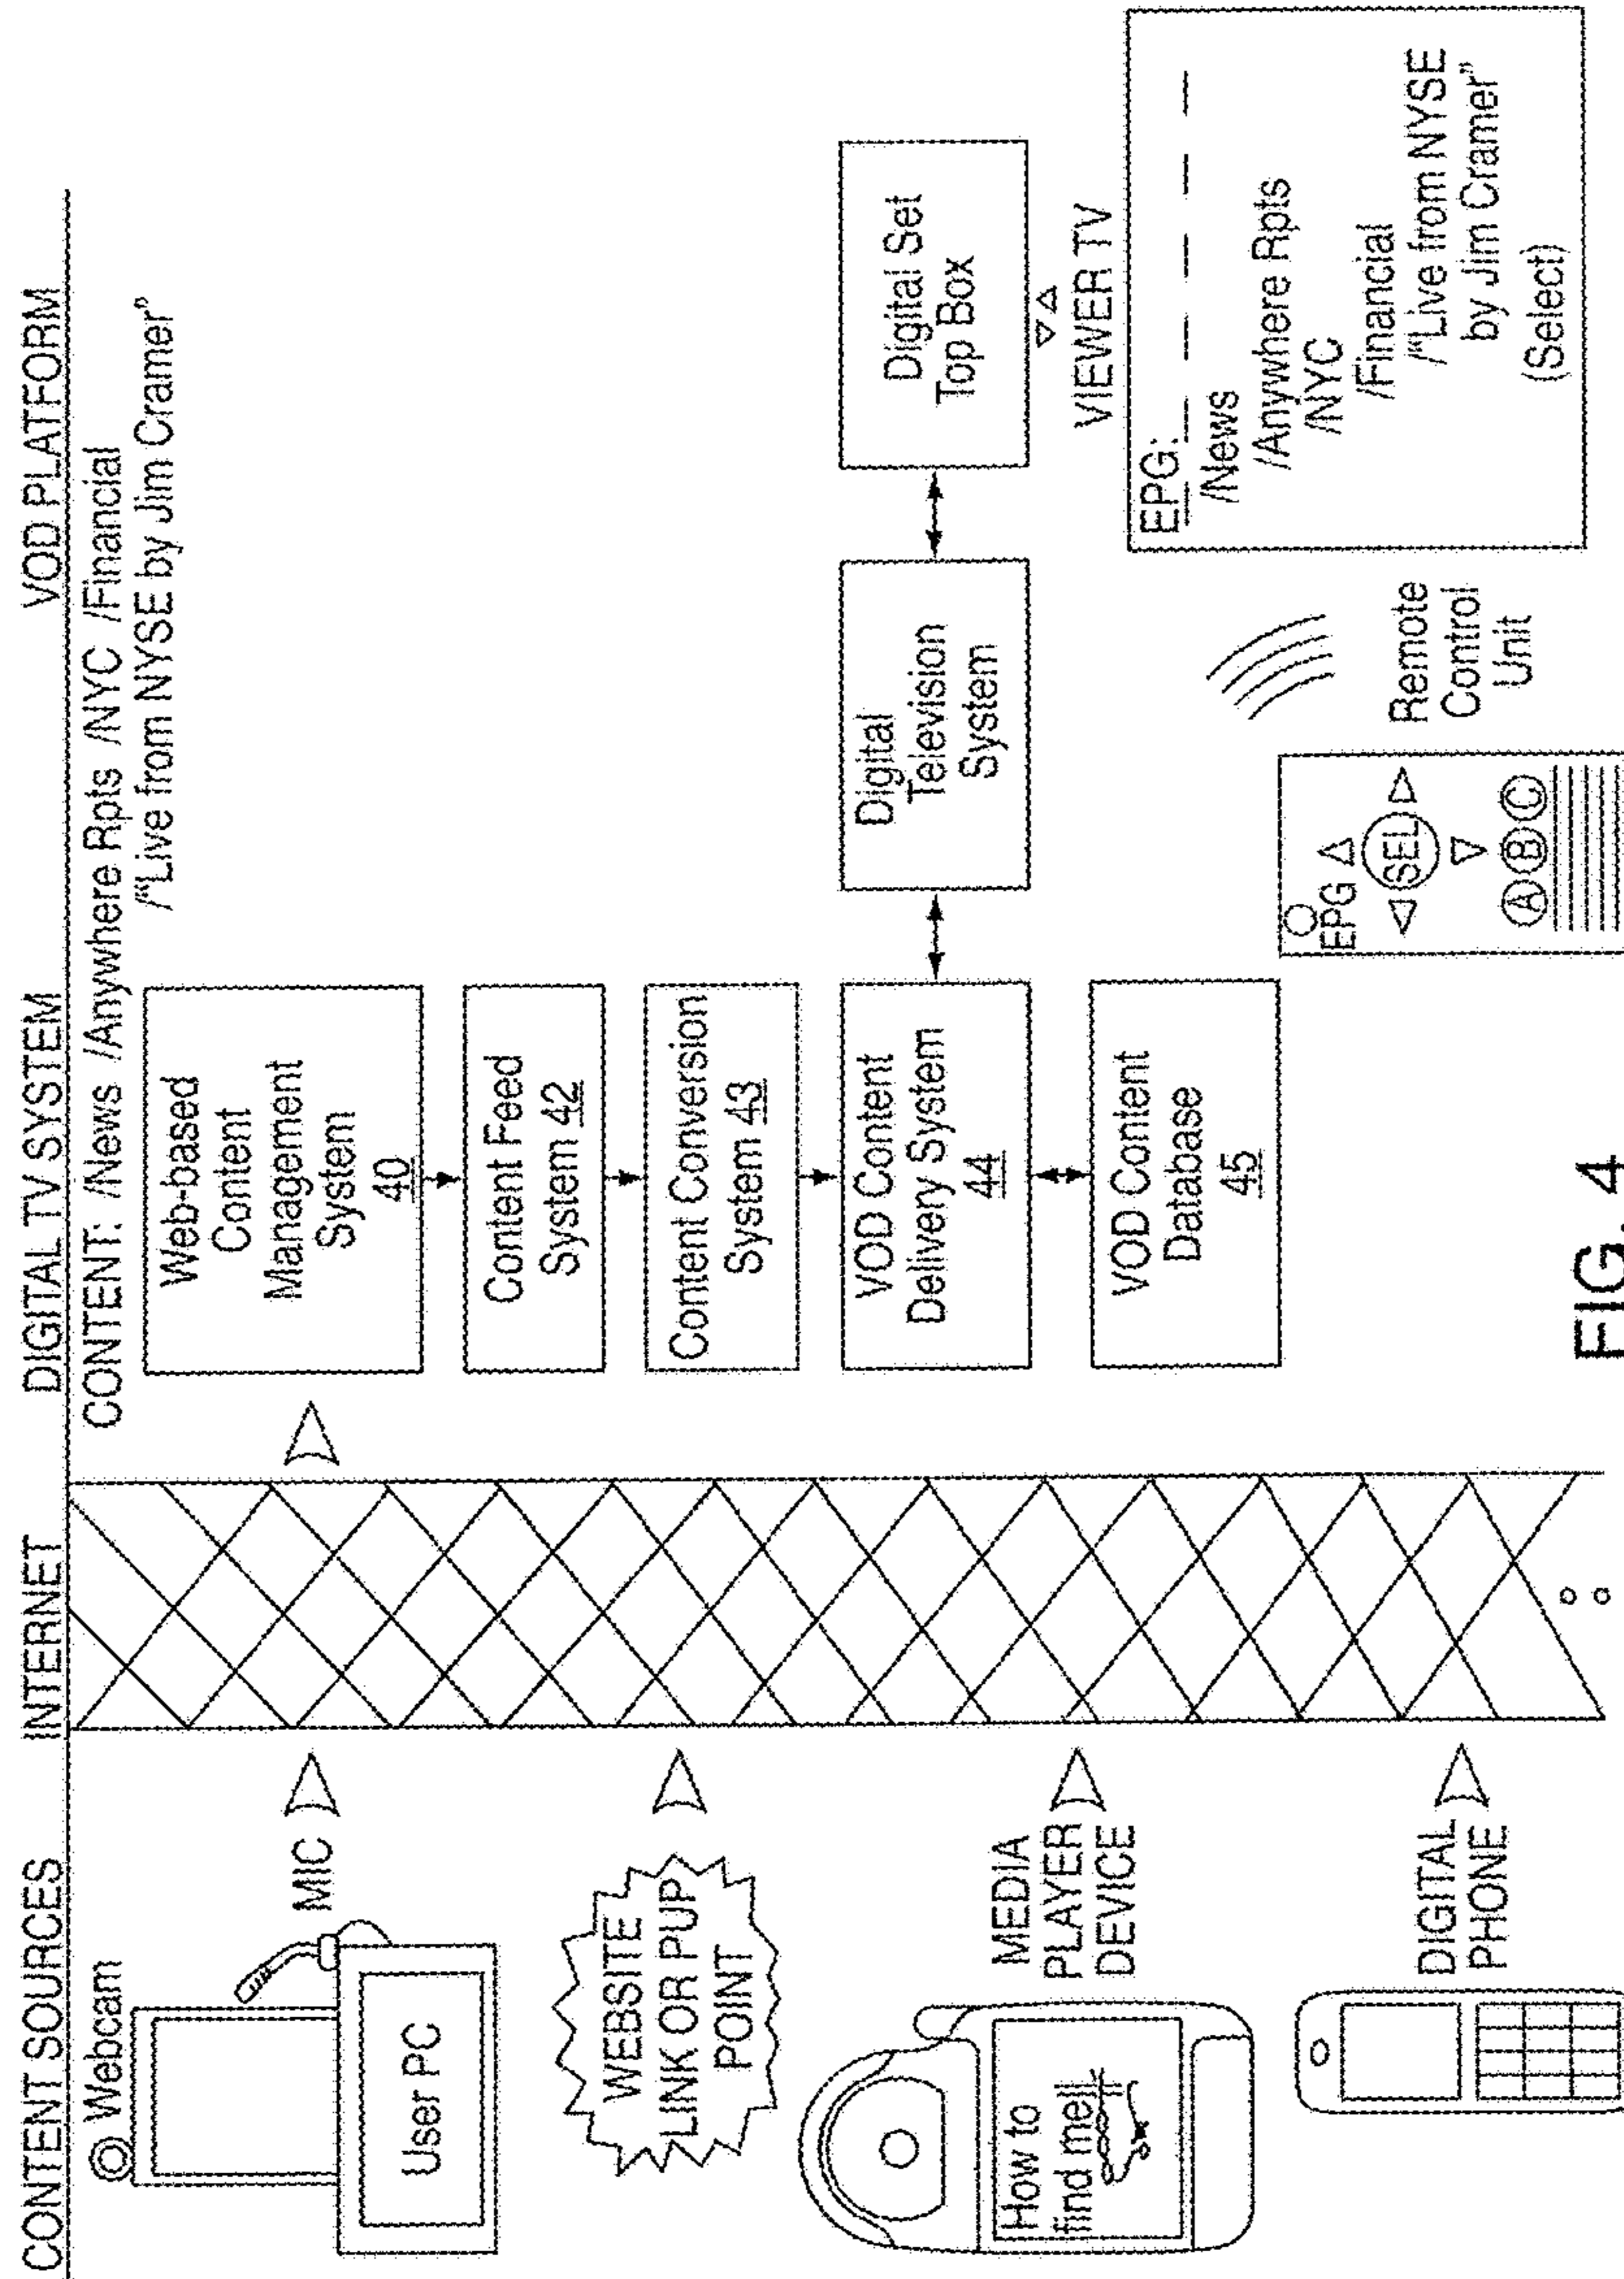 CONTENT SOURCES
INTERNET
DIGITAL TV SYSTEM
VOD PLATFORM
CONTENT: /News /Anywhere Rpts /NYC /Financial
/"Live from NYSE by Jim Cramer"
Webcam
MIC
User PC
WEBSITE
LINK OR PUP
POINT
MEDIA
PLAYER
DEVICE
How to
find me!!
DIGITAL
PHONE
Web-based
Content
Management
System
40
Content Feed
System 42
Content Conversion
System 43
VOD Content
Delivery System
44
VOD Content
Database
45
Digital
Television
System
Digital Set
Top Box
VIEWER TV
EPG:
/News
/Anywhere Rpts
/NYC
/Financial
/"Live from NYSE
by Jim Cramer"
(Select)
EPG
SEL
A B C
Remote
Control
Unit
FIG. 4